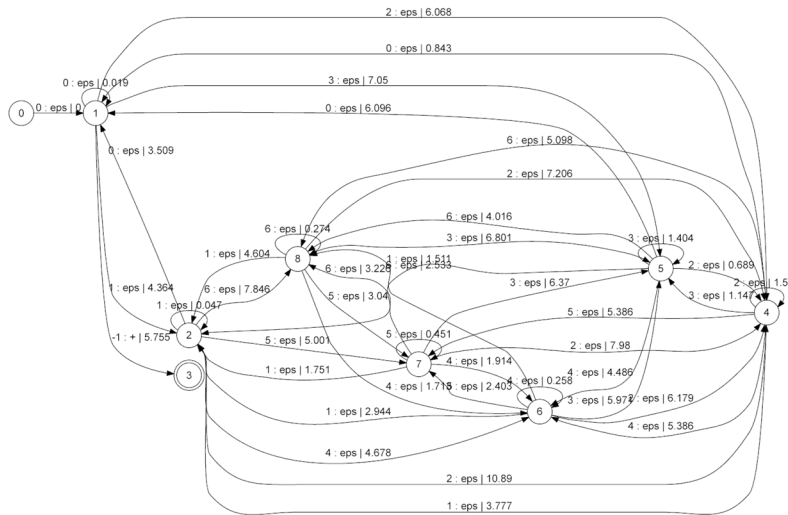 2 : eps | 6.068
0 : eps | 0.843
0 : eps | 0.019
3 : eps | 7.05
0 : eps | 0
0 : eps | 6.096
0
1
6 : eps | 5.098
0 : eps | 3.509
2 : eps | 7.206
6 : eps | 4.016
6 : eps | 0.274
3 : eps | 6.801
3 : eps | 1.404
1 : eps | 4.604
8
1 : eps | 1.511
: eps | 2.533
6 : eps | 3.228
5
2 : eps | 0.689
3 : eps | 6.37
2 : eps | 1.5
1 : eps | 4.364
6 : eps | 7.846
5 : eps | 3.04
3 : eps | 1.147
1 : eps | 0.047
4
5 : eps | 5.386
-1 : + | 5.755
2
5 : eps | 5.001
5 : eps | 0.451
2 : eps | 7.98
7
4 : eps | 1.914
1 : eps | 1.751
4 : eps | 4.486
3
4 : eps | 0.258
4 : eps |
: eps | 2.403
3 : eps |
: eps | 6.179
1 : eps | 2.944
6
4 : eps | 5.386
4 : eps | 4.678
2 : eps | 10.89
1 : eps | 3.777